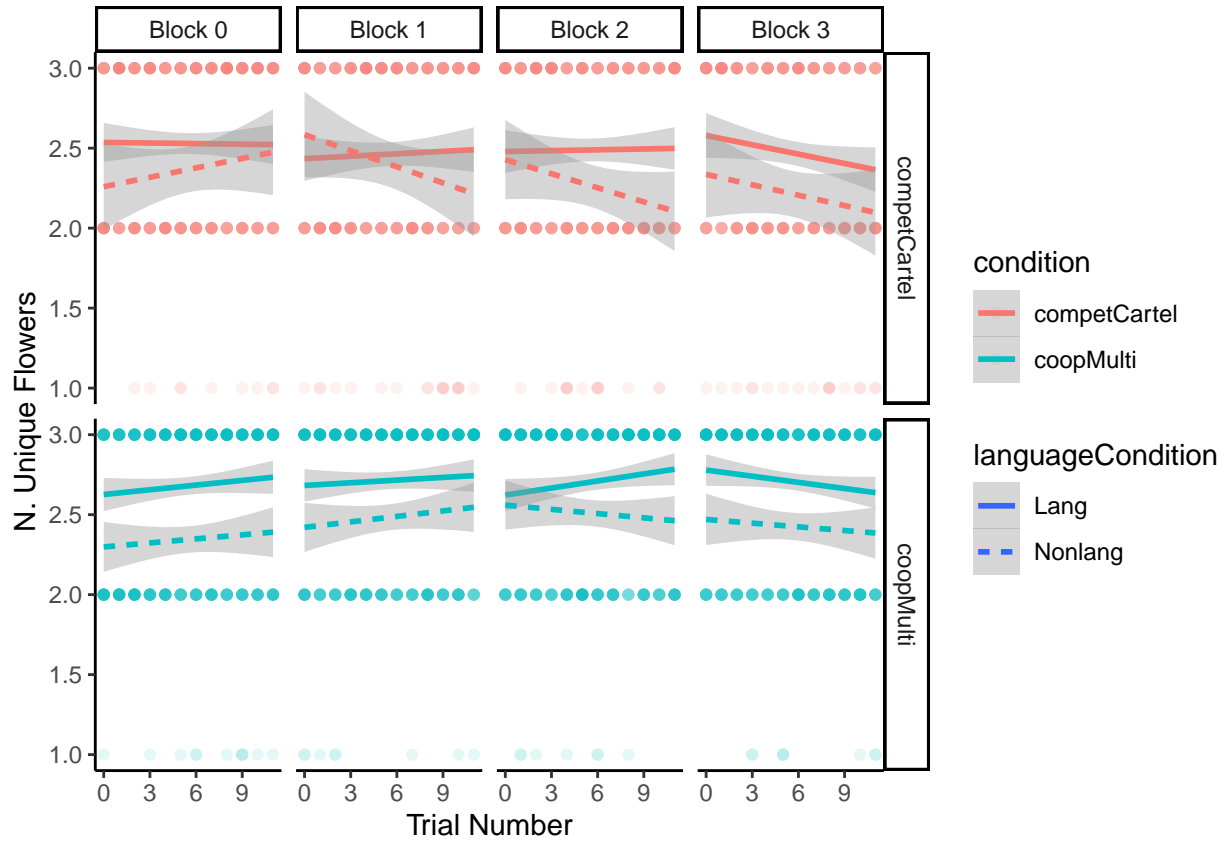 Block 0
Block 1
Block 2
Block 3
3.0
2.5
2.0
1.5
1.0
competCartel
3.0
2.5
2.0
1.5
1.0
coopMulti
N. Unique Flowers
0 3 6 9
0 3 6 9
0 3 6 9
0 3 6 9
Trial Number
condition
competCartel
coopMulti
languageCondition
Lang
Nonlang